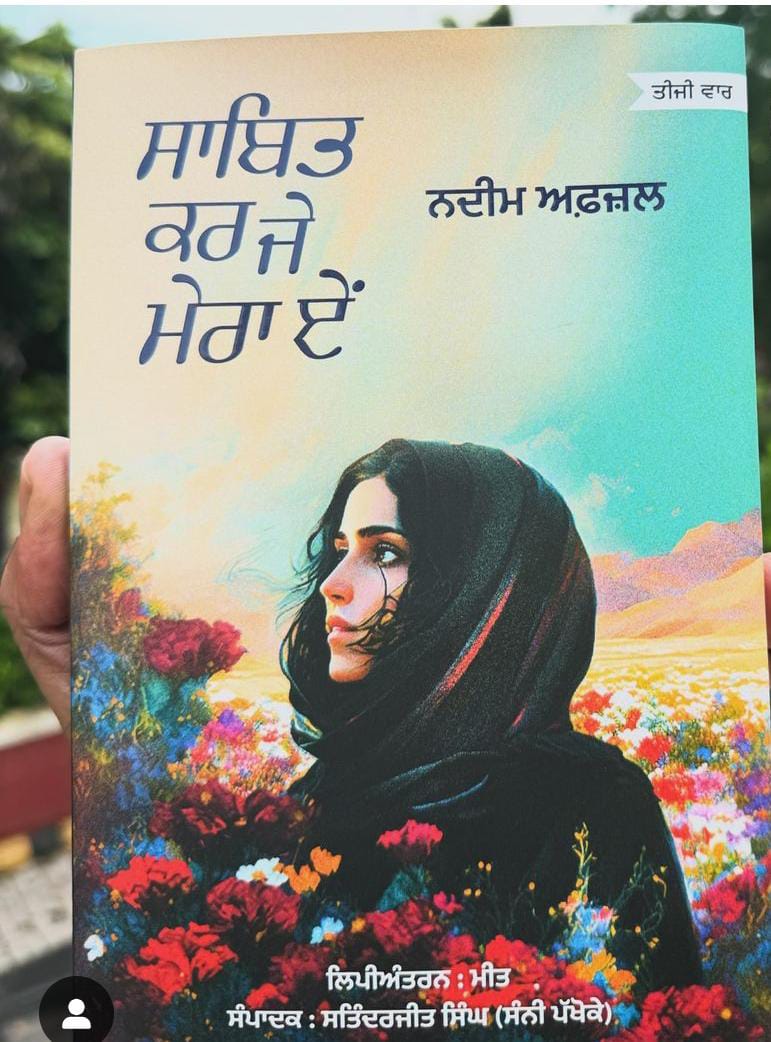 ਤੀਜੀ ਵਾਰ
ਸਾਬਿਤ
ਕਰ ਜੇ
ਮੇਰਾ ਏਂ
ਨਦੀਮ ਅਫ਼ਜ਼ਲ
ਲਿਪੀਅੰਤਰਨ : ਮੀਤ
ਸੰਪਾਦਕ : ਸਤਿੰਦਰਜੀਤ ਸਿੰਘ (ਸੰਨੀ ਪੱਖੋਕੇ)